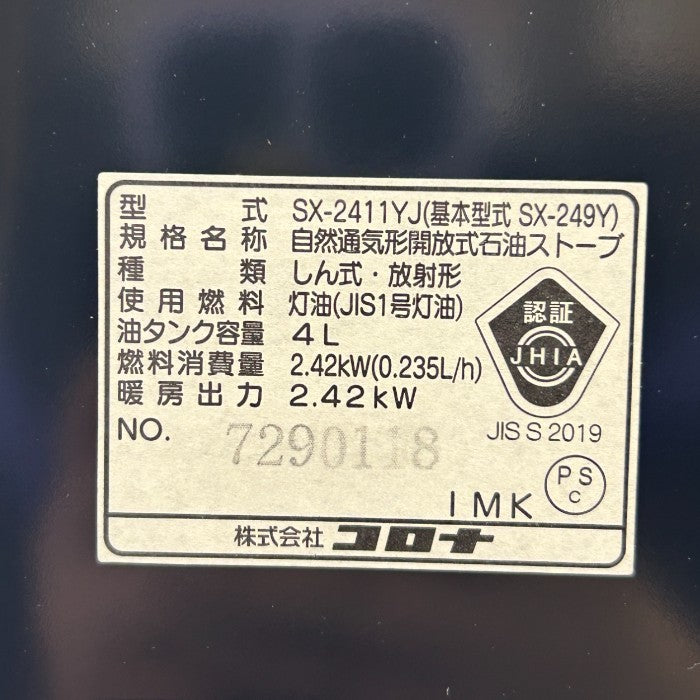 型式 SX-2411YJ(基本型式 SX-249Y)
規格名称 自然通気形開放式石油ストーブ
種類 しん式・放射形
使用燃料 灯油(JIS1号灯油)
油タンク容量 4L
燃料消費量 2.42kW(0.235L/h)
暖房出力 2.42kW
NO. 7290118
認証
JHIA
JIS S 2019
PS
C
IMK
株式会社 コロナ